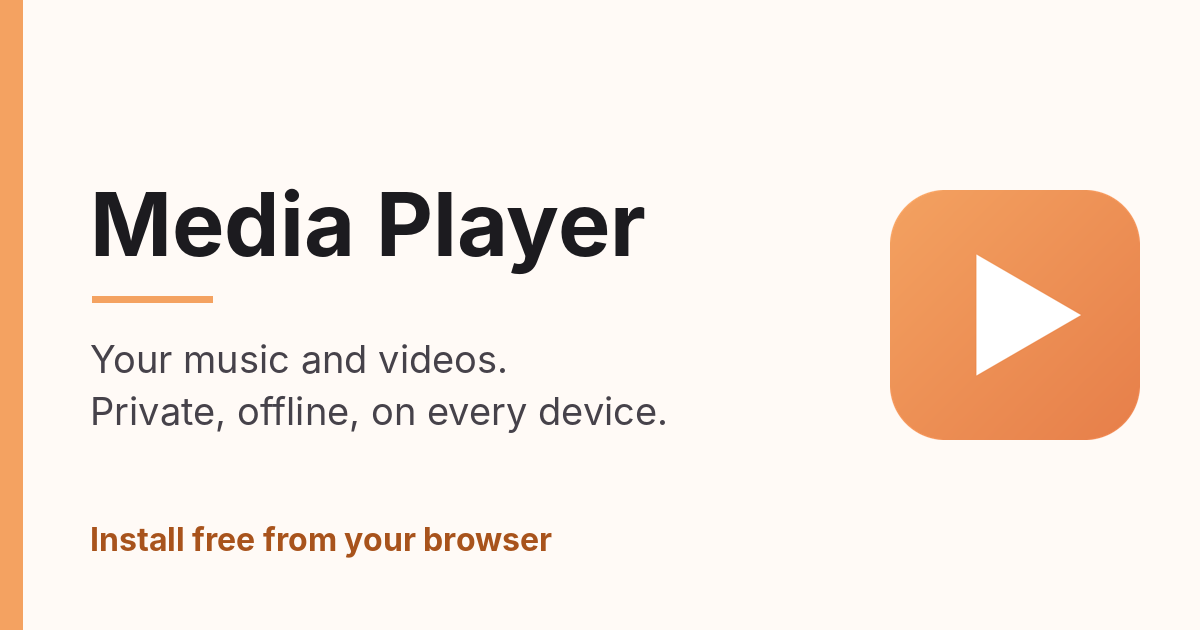 Media Player
Your music and videos.
Private, offline, on every device.
Install free from your browser